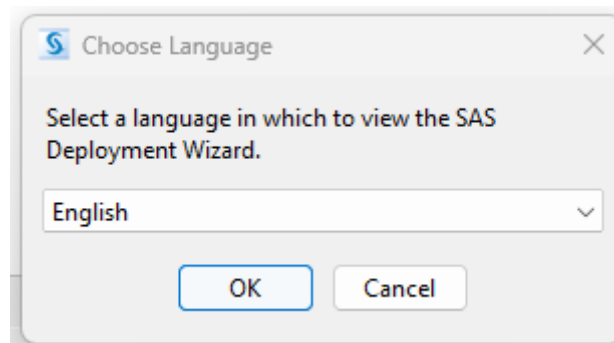 Choose Language
Select a language in which to view the SAS
Deployment Wizard.
English
OK
Cancel